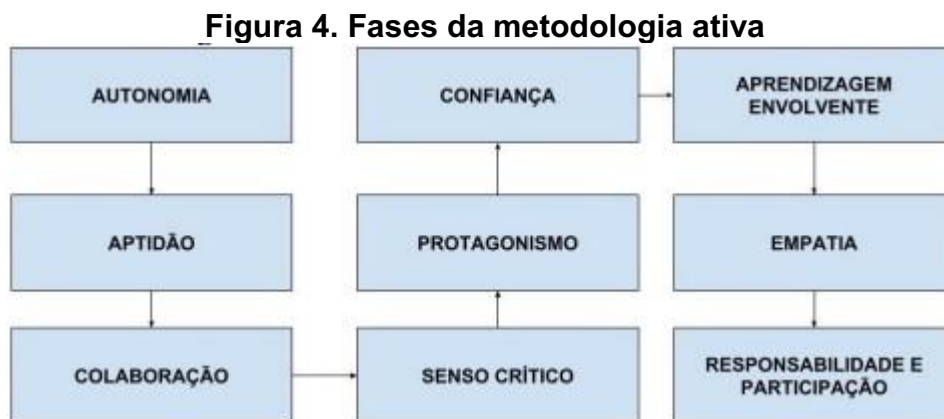 Figura 4. Fases da metodologia ativa
AUTONOMIA
CONFIANÇA
APRENDIZAGEM
ENVOLVENTE
APTIDÃO
PROTAGONISMO
EMPATIA
COLABORAÇÃO
SENSO CRÍTICO
RESPONSABILIDADE E
PARTICIPAÇÃO